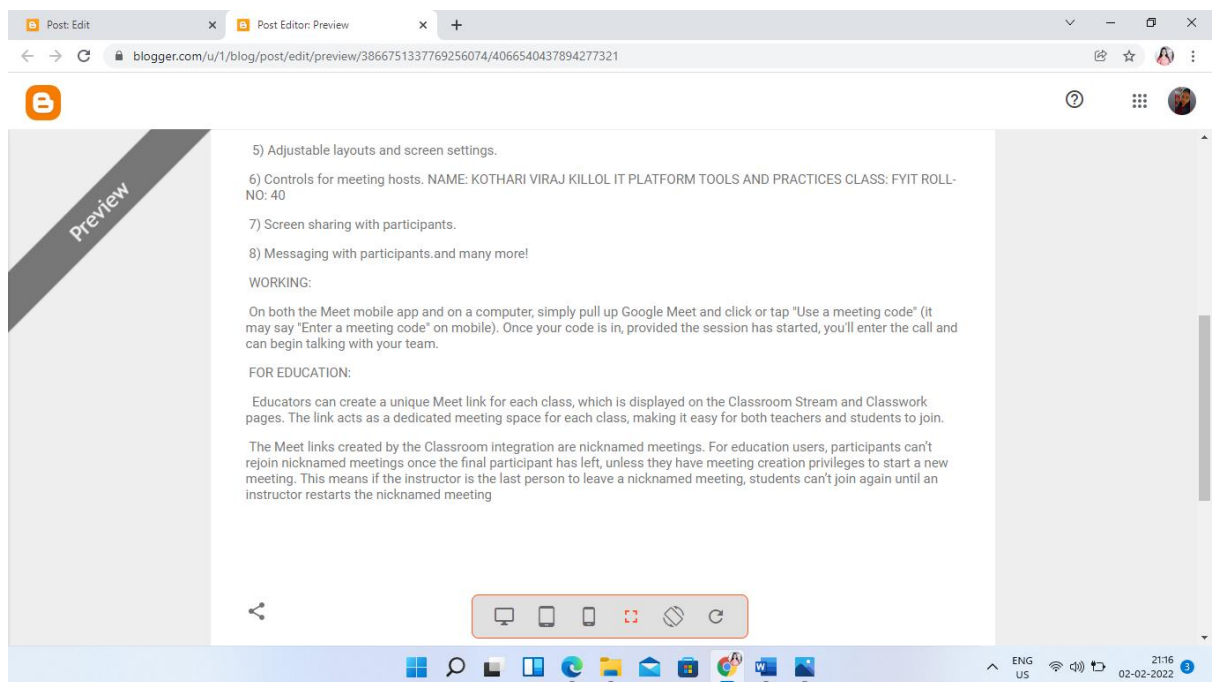 Post: Edit
Post Editor: Preview
blogger.com/u/1/blog/post/edit/preview/3866751337769256074/4066540437894277321
Preview
5) Adjustable layouts and screen settings.
6) Controls for meeting hosts. NAME: KOTHARI VIRAJ KILLOL IT PLATFORM TOOLS AND PRACTICES CLASS: FYIT ROLL-
NO: 40
7) Screen sharing with participants.
8) Messaging with participants.and many more!
WORKING:
On both the Meet mobile app and on a computer, simply pull up Google Meet and click or tap "Use a meeting code" (it
may say "Enter a meeting code" on mobile). Once your code is in, provided the session has started, you'll enter the call and
can begin talking with your team.
FOR EDUCATION:
Educators can create a unique Meet link for each class, which is displayed on the Classroom Stream and Classwork
pages. The link acts as a dedicated meeting space for each class, making it easy for both teachers and students to join.
The Meet links created by the Classroom integration are nicknamed meetings. For education users, participants can't
rejoin nicknamed meetings once the final participant has left, unless they have meeting creation privileges to start a new
meeting. This means if the instructor is the last person to leave a nicknamed meeting, students can't join again until an
instructor restarts the nicknamed meeting
ENG
US
21:16
02-02-2022
3